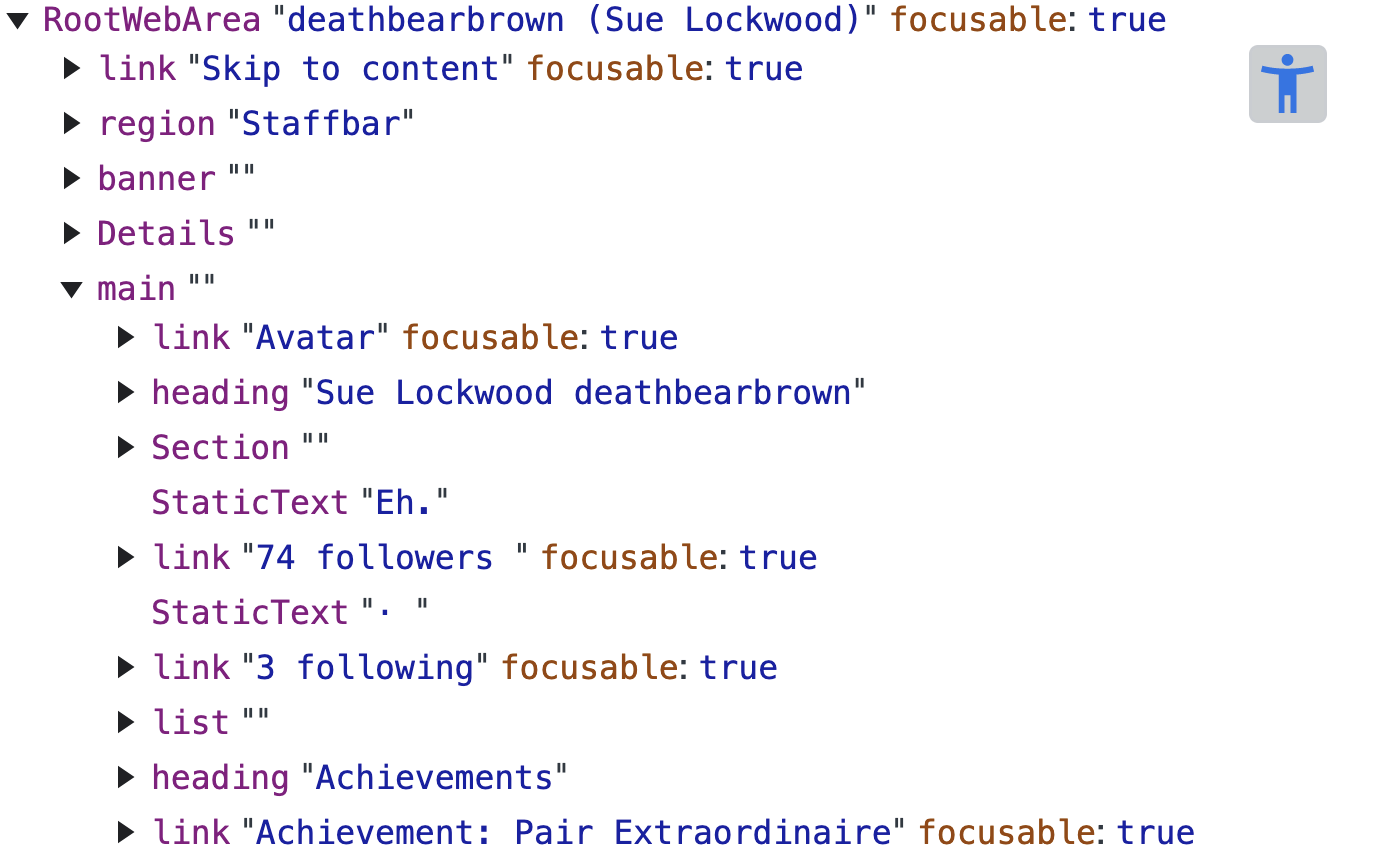 RootWebArea "deathbearbrown (Sue Lockwood)" focusable: true
link "Skip to content" focusable: true
region "Staffbar"
banner ""
Details ""
main ""
link "Avatar" focusable: true
heading "Sue Lockwood deathbearbrown"
Section ""
StaticText "Eh."
link "74 followers " focusable: true
StaticText "· "
link "3 following" focusable: true
list ""
heading "Achievements"
link "Achievement: Pair Extraordinaire" focusable: true